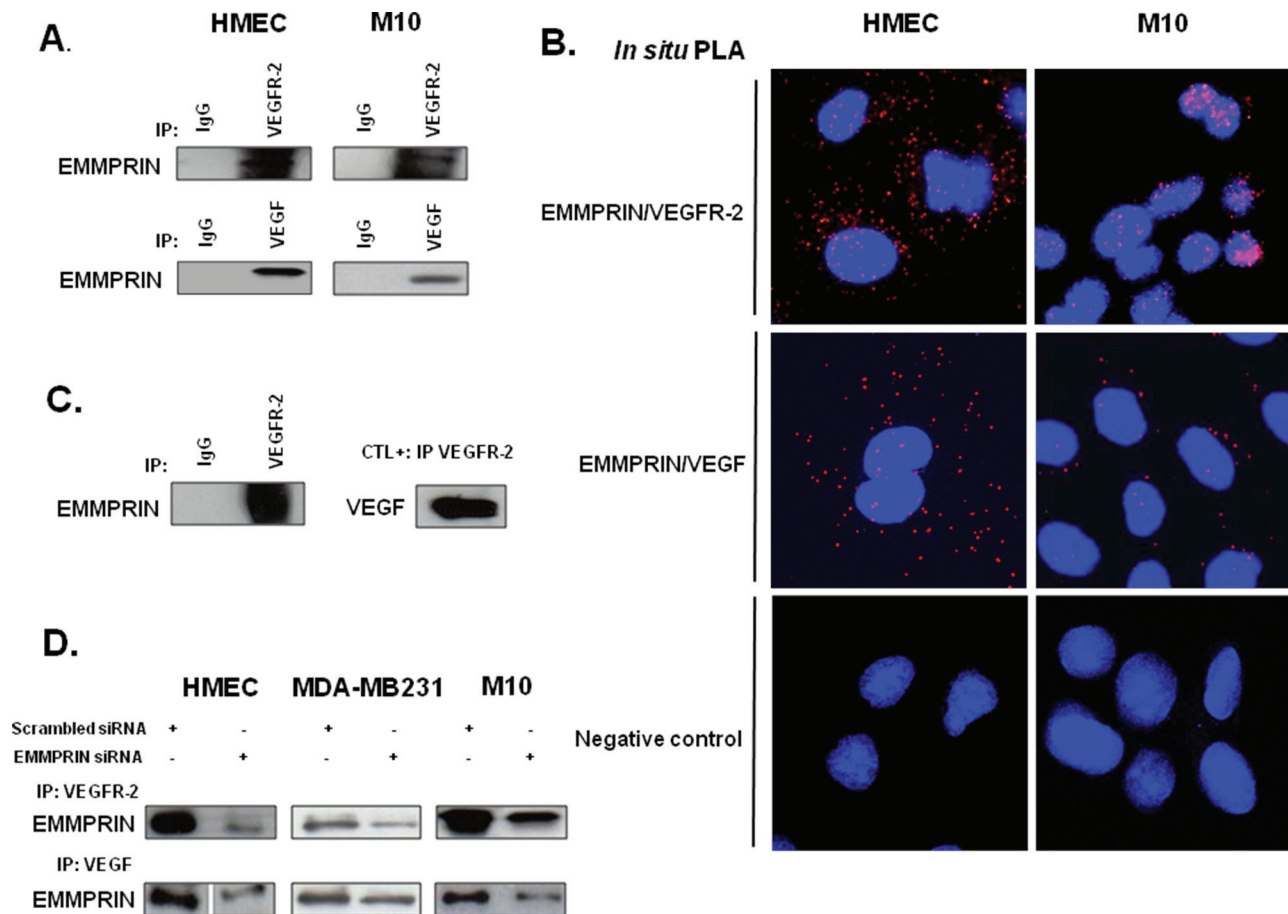 A.
HMEC M10
IP: IgG VEGFR-2 IgG VEGFR-2
EMMPRIN
IP: IgG VEGF IgG VEGF
EMMPRIN
B.
In situ PLA
HMEC M10
EMMPRIN/VEGFR-2
EMMPRIN/VEGF
Negative control
C.
IP: IgG VEGFR-2
EMMPRIN
CTL+: IP VEGFR-2
VEGF
D.
HMEC MDA-MB231 M10
Scrambled siRNA + - + - + -
EMMPRIN siRNA - + - + - +
IP: VEGFR-2
EMMPRIN
IP: VEGF
EMMPRIN